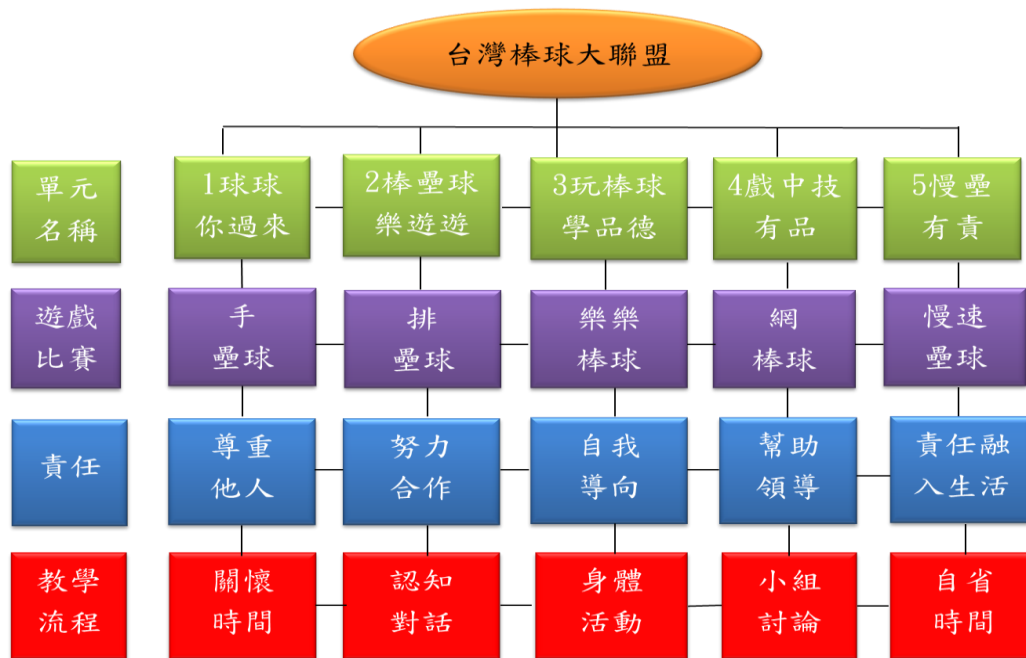 台灣棒球大聯盟
單元
名稱
1球球
你過來
2棒壘球
樂遊遊
3玩棒球
學品德
4戲中技
有品
5慢壘
有責
遊戲
比賽
手
壘球
排
壘球
樂樂
棒球
網
棒球
慢速
壘球
責任
尊重
他人
努力
合作
自我
導向
幫助
領導
責任融
入生活
教學
流程
關懷
時間
認知
對話
身體
活動
小組
討論
自省
時間